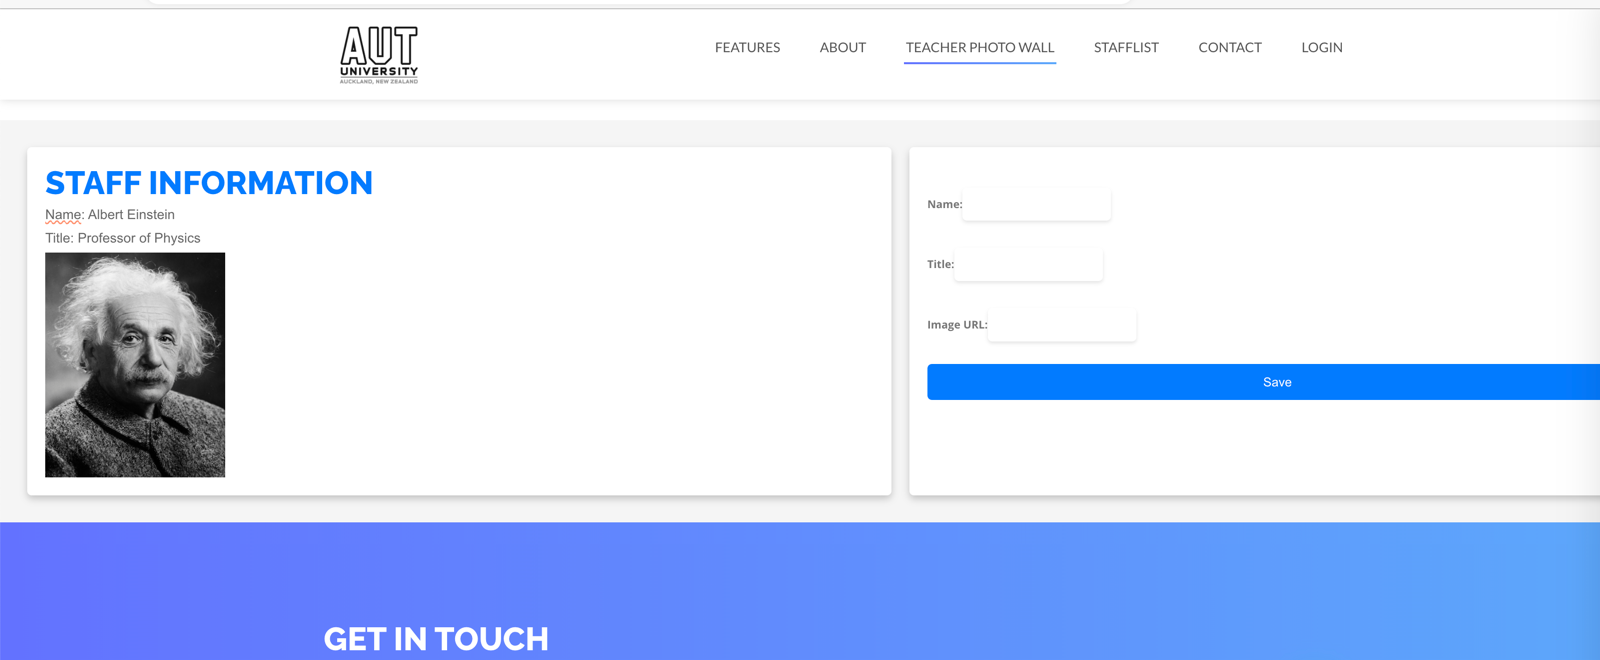 AUT
UNIVERSITY
AUCKLAND, NEW ZEALAND
FEATURES ABOUT TEACHER PHOTO WALL STAFFLIST CONTACT LOGIN
STAFF INFORMATION
Name: Albert Einstein
Title: Professor of Physics
Name:
Title:
Image URL:
Save
GET IN TOUCH